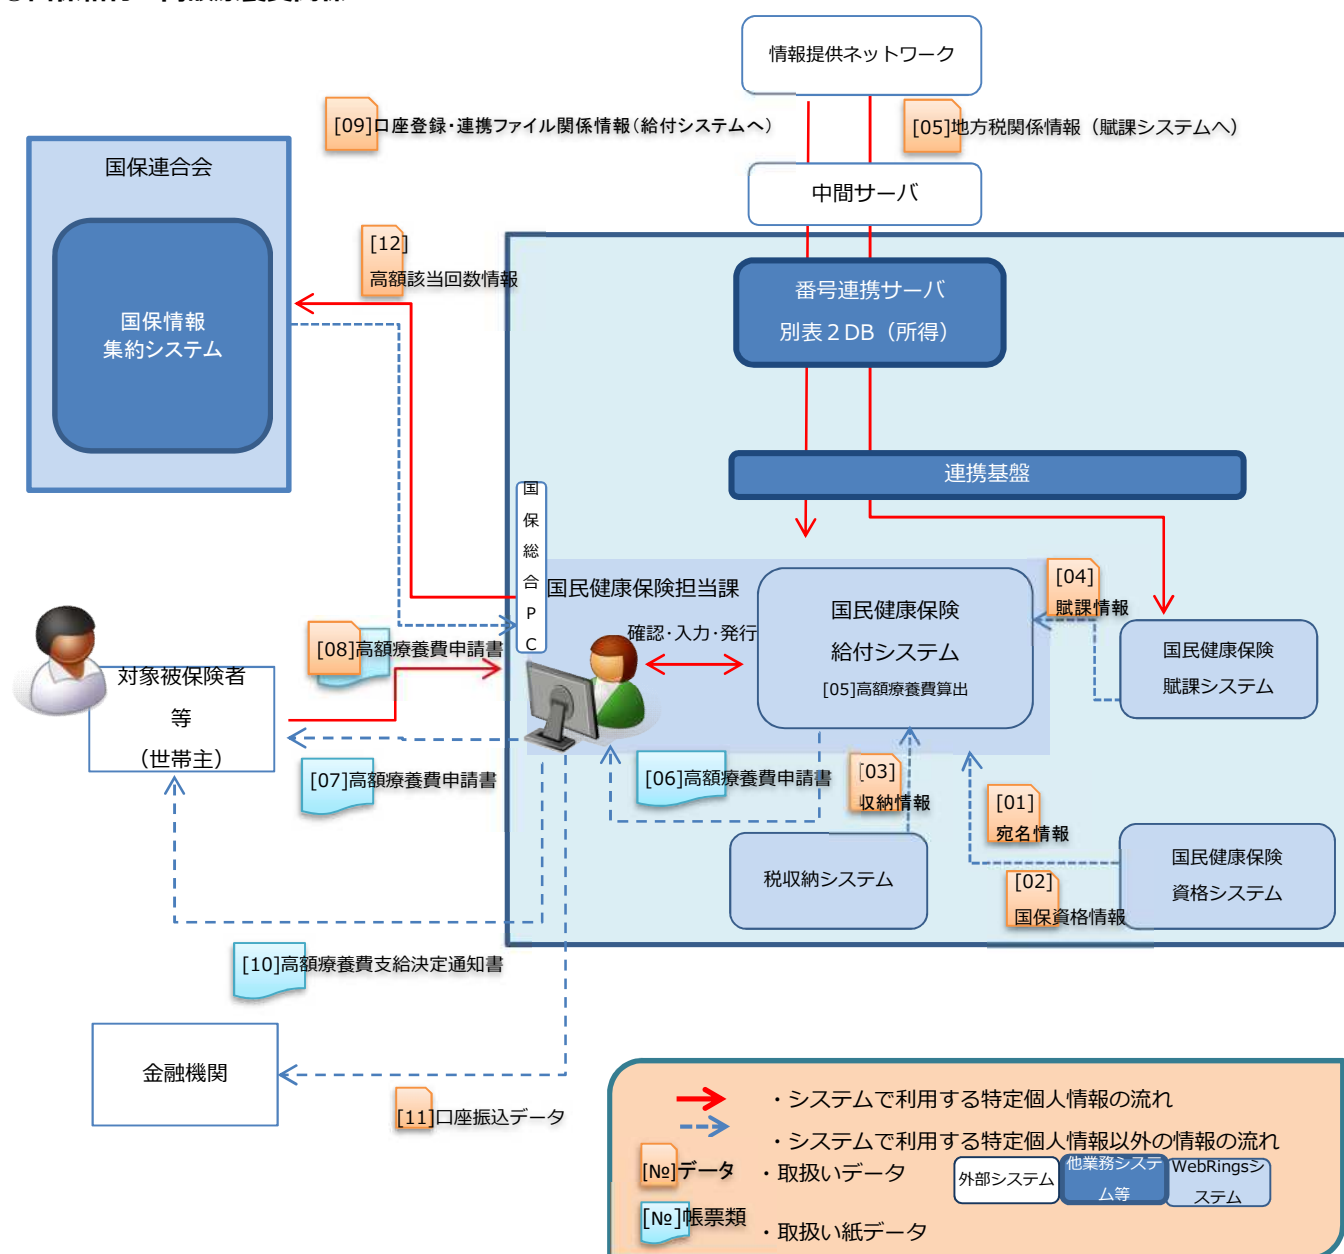 情報提供ネットワーク
[09]口座登録・連携ファイル関係情報（給付システムへ）
[05]地方税関係情報（賦課システムへ）
国保連合会
中間サーバ
[12]
高額該当回数情報
番号連携サーバ
別表２DB（所得）
国保情報
集約システム
連携基盤
国保総合PC
国民健康保険担当課
確認・入力・発行
国民健康保険
給付システム
[05]高額療養費算出
[04]
賦課情報
国民健康保険
賦課システム
[08]高額療養費申請書
対象被保険者
等
（世帯主）
[07]高額療養費申請書
[06]高額療養費申請書
[03]
収納情報
[01]
宛名情報
税収納システム
[02]
国保資格情報
国民健康保険
資格システム
[10]高額療養費支給決定通知書
金融機関
[11]口座振込データ
・システムで利用する特定個人情報の流れ
・システムで利用する特定個人情報以外の情報の流れ
[№]データ ・取扱いデータ
外部システム
他業務システ
ム等
WebRingsシ
ステム
[№]帳票類
・取扱い紙データ